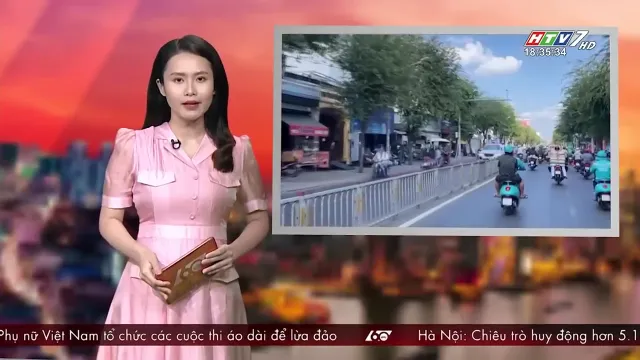 HTV7 HD
18:35:34
Phụ nữ Việt Nam tổ chức các cuộc thi áo dài để lừa đảo
60
Hà Nội: Chiêu trò huy động hơn 5.1